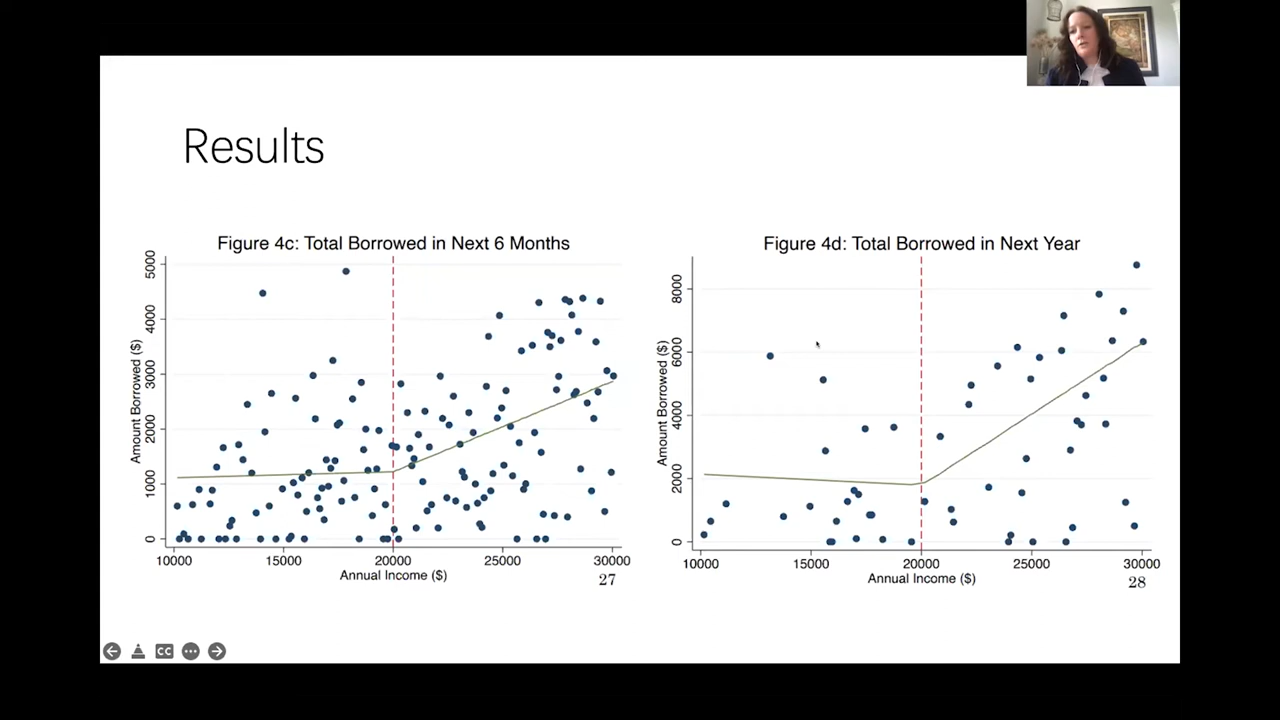 Results
Figure 4c: Total Borrowed in Next 6 Months
Amount Borrowed ($)
5000
4000
3000
2000
1000
0
10000 15000 20000 25000 30000
Annual Income ($)
27
Figure 4d: Total Borrowed in Next Year
Amount Borrowed ($)
8000
6000
4000
2000
0
10000 15000 20000 25000 30000
Annual Income ($)
28
CC